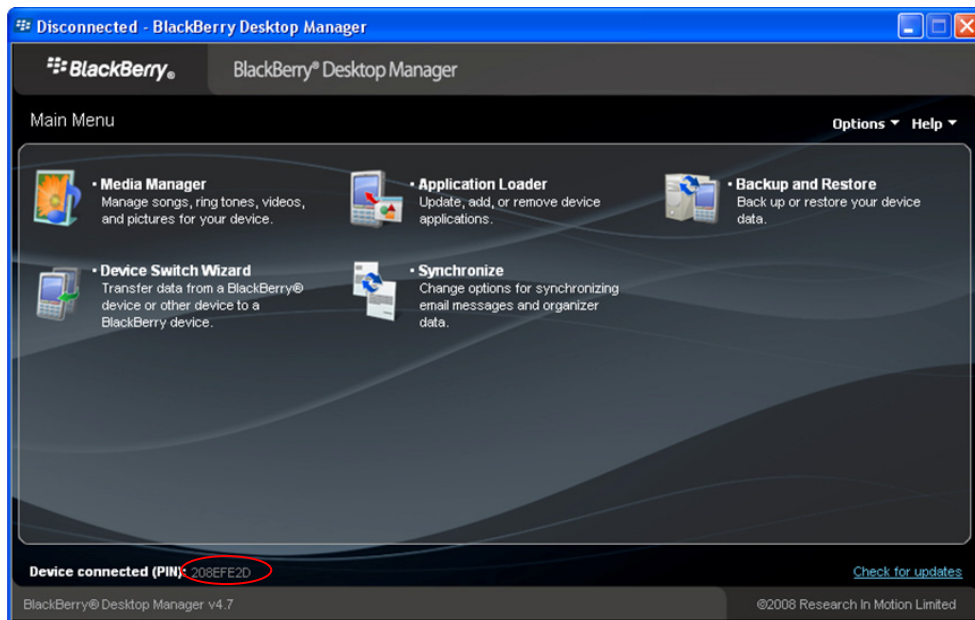 Disconnected - BlackBerry Desktop Manager
BlackBerry®
BlackBerry® Desktop Manager
Main Menu
Options
Help
· Media Manager
Manage songs, ring tones, videos,
and pictures for your device.
· Application Loader
Update, add, or remove device
applications.
· Backup and Restore
Back up or restore your device
data.
· Device Switch Wizard
Transfer data from a BlackBerry®
device or other device to a
BlackBerry device.
· Synchronize
Change options for synchronizing
email messages and organizer
data.
Device connected (PIN): 208EFE2D
Check for updates
BlackBerry® Desktop Manager v4.7
©2008 Research In Motion Limited